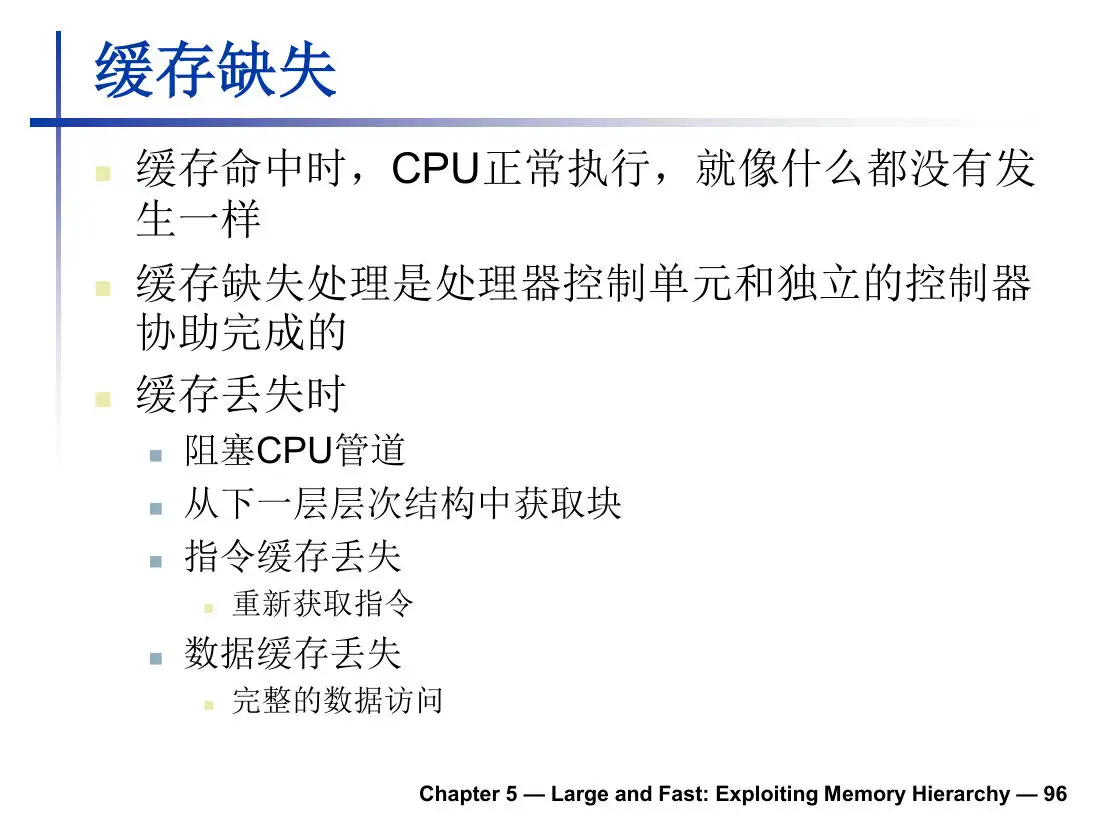 缓存缺失
缓存命中时，CPU正常执行，就像什么都没有发
生一样
缓存缺失处理是处理器控制单元和独立的控制器
协助完成的
缓存丢失时
阻塞CPU管道
从下一层层次结构中获取块
指令缓存丢失
重新获取指令
数据缓存丢失
完整的数据访问
Chapter 5 — Large and Fast: Exploiting Memory Hierarchy — 96